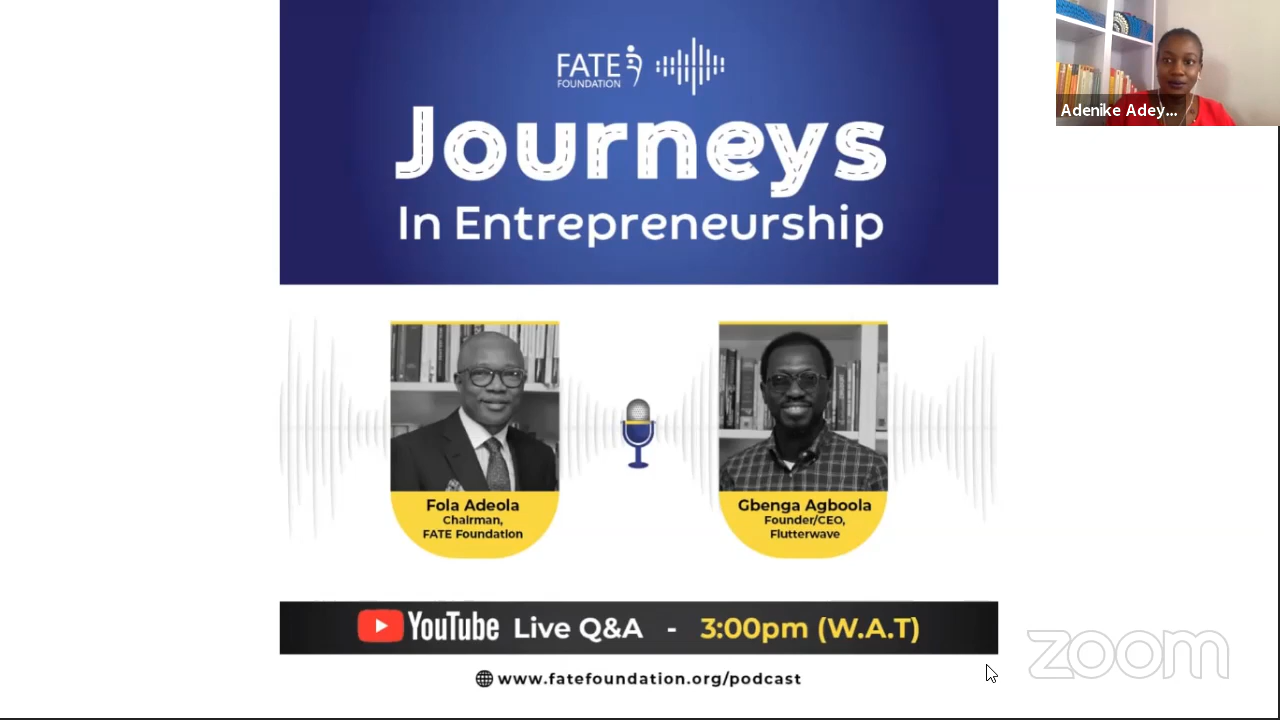 FATE
FOUNDATION
Journeys
In Entrepreneurship
Adenike Adey...
Fola Adeola
Chairman,
FATE Foundation
Gbenga Agboola
Founder/CEO,
Flutterwave
YouTube Live Q&A - 3:00pm (W.A.T)
www.fatefoundation.org/podcast
zoom